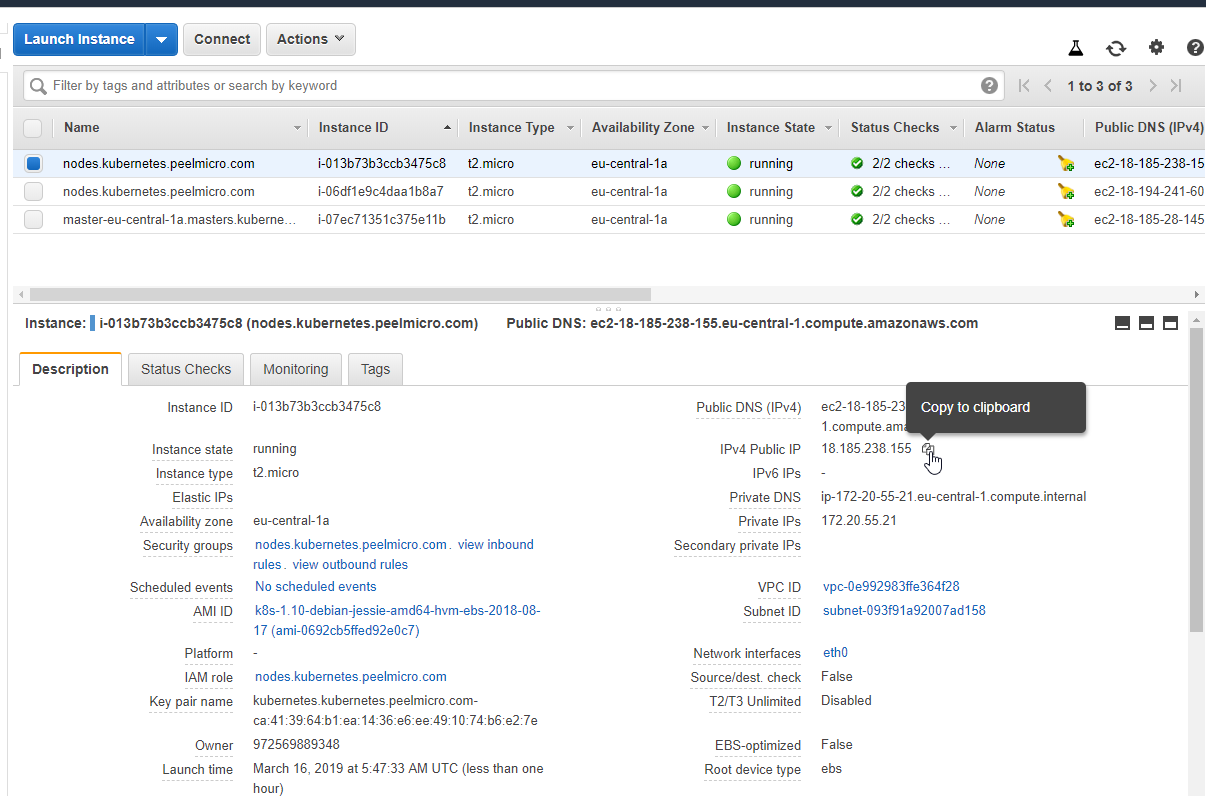 Launch Instance Connect Actions
Filter by tags and attributes or search by keyword 1 to 3 of 3
Name Instance ID Instance Type Availability Zone Instance State Status Checks Alarm Status Public DNS (IPv4)
nodes.kubernetes.peelmicro.com i-013b73b3ccb3475c8 t2.micro eu-central-1a running 2/2 checks ... None ec2-18-185-238-15
nodes.kubernetes.peelmicro.com i-06df1e9c4daa1b8a7 t2.micro eu-central-1a running 2/2 checks ... None ec2-18-194-241-60
master-eu-central-1a.masters.kuberne... i-07ec71351c375e11b t2.micro eu-central-1a running 2/2 checks ... None ec2-18-185-28-145
Instance: i-013b73b3ccb3475c8 (nodes.kubernetes.peelmicro.com) Public DNS: ec2-18-185-238-155.eu-central-1.compute.amazonaws.com
Description Status Checks Monitoring Tags
Copy to clipboard
Instance ID i-013b73b3ccb3475c8 Public DNS (IPv4) ec2-18-185-23
1.compute.ama
Instance state running IPv4 Public IP 18.185.238.155
Instance type t2.micro IPv6 IPs -
Elastic IPs Private DNS ip-172-20-55-21.eu-central-1.compute.internal
Availability zone eu-central-1a Private IPs 172.20.55.21
Security groups nodes.kubernetes.peelmicro.com. view inbound Secondary private IPs
rules. view outbound rules
Scheduled events No scheduled events VPC ID vpc-0e992983ffe364f28
AMI ID k8s-1.10-debian-jessie-amd64-hvm-ebs-2018-08- Subnet ID subnet-093f91a92007ad158
17 (ami-0692cb5ffed92e0c7)
Platform - Network interfaces eth0
IAM role nodes.kubernetes.peelmicro.com Source/dest. check False
Key pair name kubernetes.kubernetes.peelmicro.com- T2/T3 Unlimited Disabled
ca:41:39:64:b1:ea:14:36:e6:ee:49:10:74:b6:e2:7e
Owner 972569889348 EBS-optimized False
Launch time March 16, 2019 at 5:47:33 AM UTC (less than one Root device type ebs
hour)